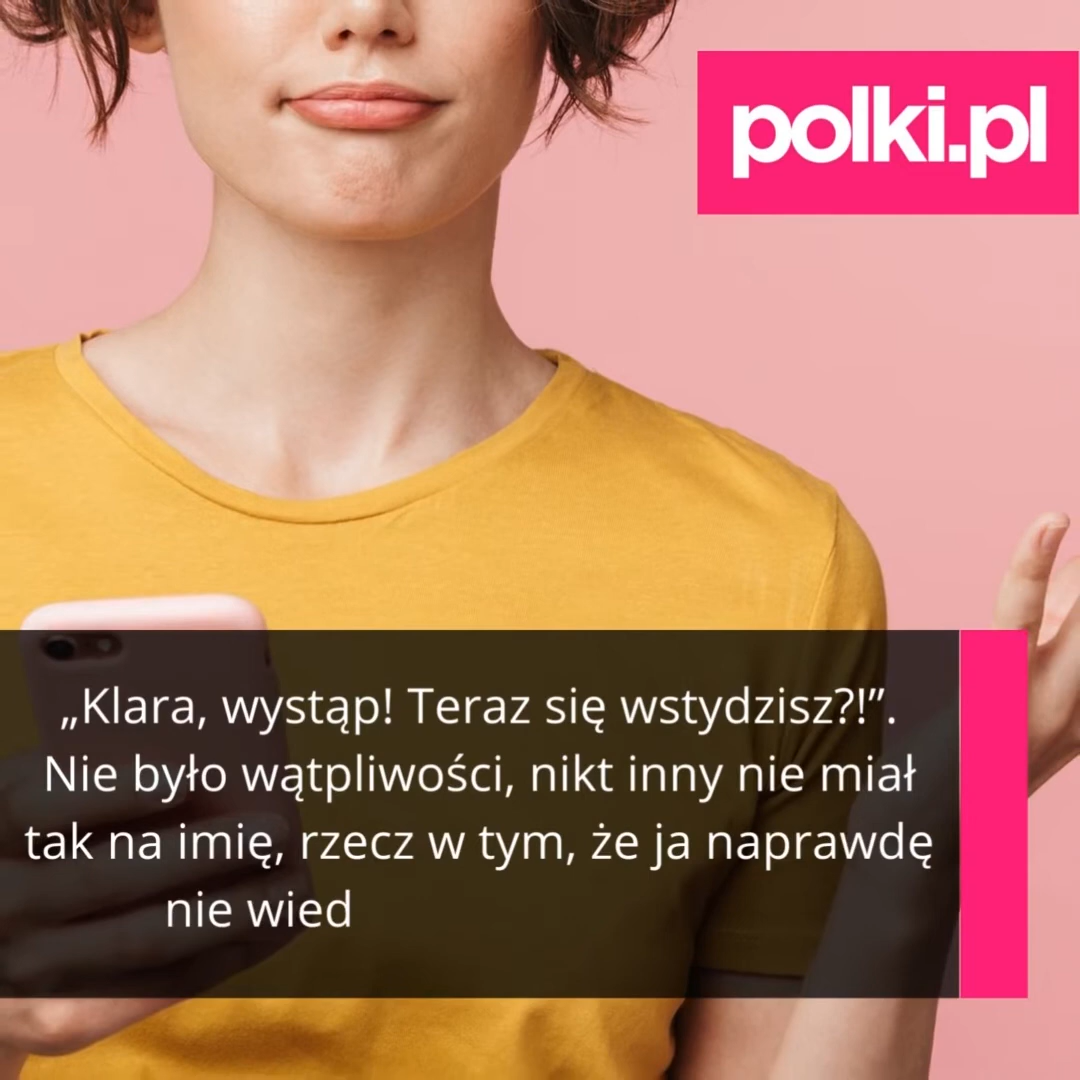 polki.pl
„Klara, wystąp! Teraz się wstydzisz?!”.
Nie było wątpliwości, nikt inny nie miał
tak na imię, rzecz w tym, że ja naprawdę
nie wied